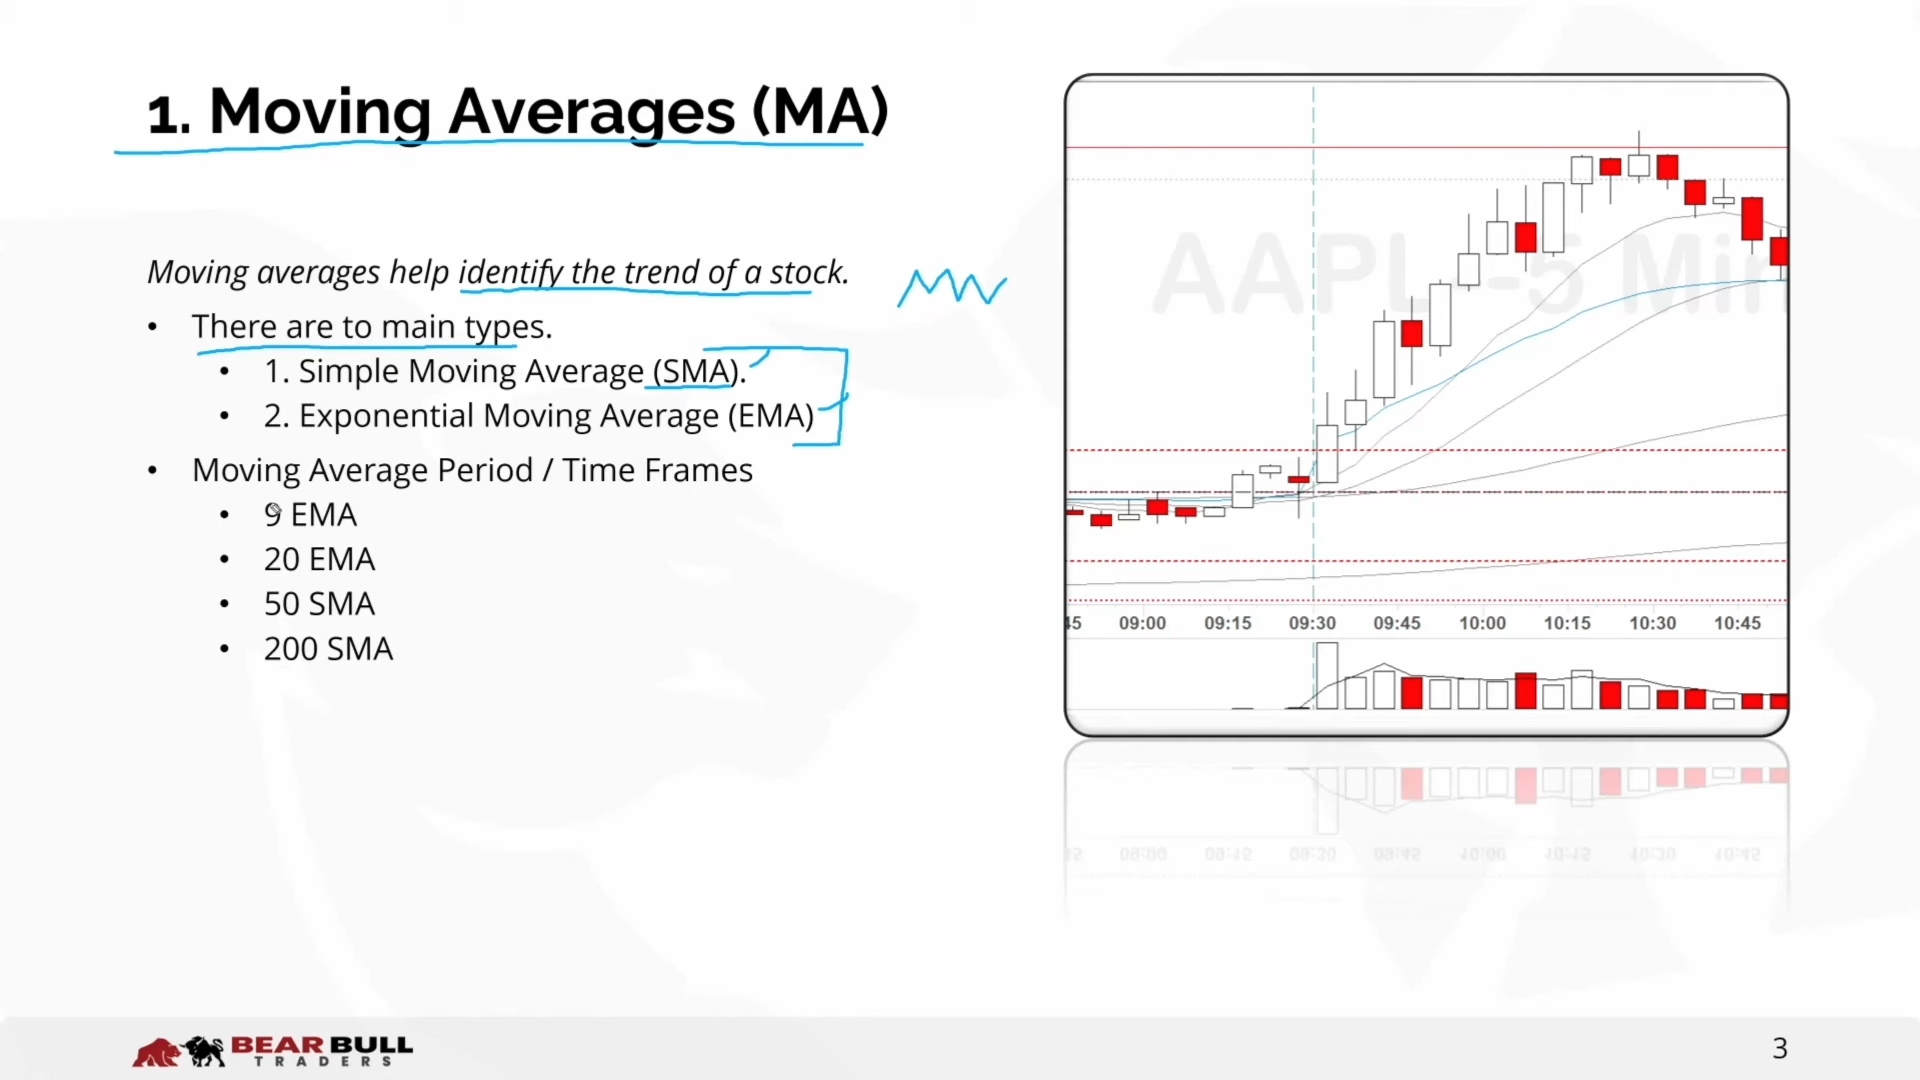 1. Moving Averages (MA)
Moving averages help identify the trend of a stock.
• There are to main types.
• 1. Simple Moving Average (SMA).
• 2. Exponential Moving Average (EMA)
• Moving Average Period / Time Frames
• 9 EMA
• 20 EMA
• 50 SMA
• 200 SMA
AAPL--5 Min
45 09:00 09:15 09:30 09:45 10:00 10:15 10:30 10:45
BEAR BULL
TRADERS
3